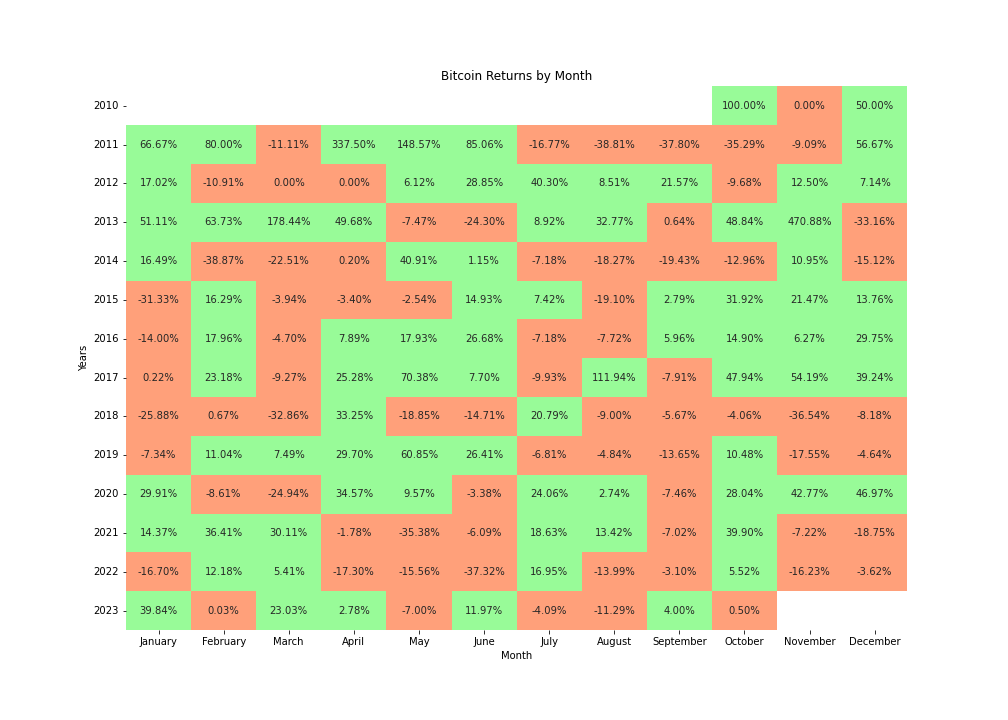 Bitcoin Returns by Month
2010 100.00% 0.00% 50.00%
2011 66.67% 80.00% -11.11% 337.50% 148.57% 85.06% -16.77% -38.81% -37.80% -35.29% -9.09% 56.67%
2012 17.02% -10.91% 0.00% 0.00% 6.12% 28.85% 40.30% 8.51% 21.57% -9.68% 12.50% 7.14%
2013 51.11% 63.73% 178.44% 49.68% -7.47% -24.30% 8.92% 32.77% 0.64% 48.84% 470.88% -33.16%
2014 16.49% -38.87% -22.51% 0.20% 40.91% 1.15% -7.18% -18.27% -19.43% -12.96% 10.95% -15.12%
2015 -31.33% 16.29% -3.94% -3.40% -2.54% 14.93% 7.42% -19.10% 2.79% 31.92% 21.47% 13.76%
2016 -14.00% 17.96% -4.70% 7.89% 17.93% 26.68% -7.18% -7.72% 5.96% 14.90% 6.27% 29.75%
Years
2017 0.22% 23.18% -9.27% 25.28% 70.38% 7.70% -9.93% 111.94% -7.91% 47.94% 54.19% 39.24%
2018 -25.88% 0.67% -32.86% 33.25% -18.85% -14.71% 20.79% -9.00% -5.67% -4.06% -36.54% -8.18%
2019 -7.34% 11.04% 7.49% 29.70% 60.85% 26.41% -6.81% -4.84% -13.65% 10.48% -17.55% -4.64%
2020 29.91% -8.61% -24.94% 34.57% 9.57% -3.38% 24.06% 2.74% -7.46% 28.04% 42.77% 46.97%
2021 14.37% 36.41% 30.11% -1.78% -35.38% -6.09% 18.63% 13.42% -7.02% 39.90% -7.22% -18.75%
2022 -16.70% 12.18% 5.41% -17.30% -15.56% -37.32% 16.95% -13.99% -3.10% 5.52% -16.23% -3.62%
2023 39.84% 0.03% 23.03% 2.78% -7.00% 11.97% -4.09% -11.29% 4.00% 0.50%
January February March April May June July August September October November December
Month